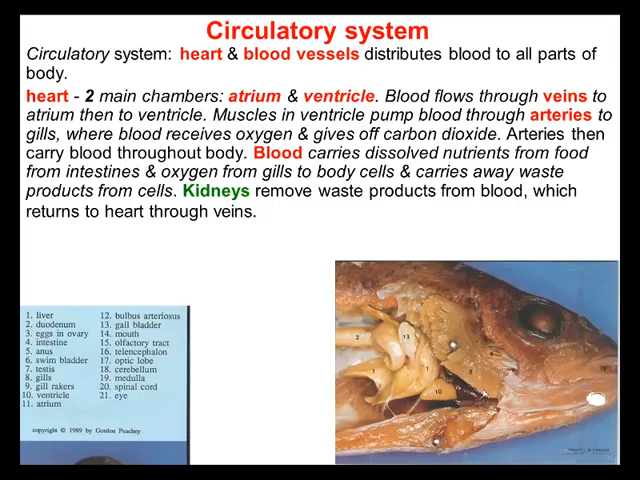 Circulatory system
Circulatory system: heart & blood vessels distributes blood to all parts of
body.
heart - 2 main chambers: atrium & ventricle. Blood flows through veins to
atrium then to ventricle. Muscles in ventricle pump blood through arteries to
gills, where blood receives oxygen & gives off carbon dioxide. Arteries then
carry blood throughout body. Blood carries dissolved nutrients from food
from intestines & oxygen from gills to body cells & carries away waste
products from cells. Kidneys remove waste products from blood, which
returns to heart through veins.
1. liver
2. duodenum
3. eggs in ovary
4. intestine
5. anus
6. swim bladder
7. testis
8. gills
9. gill rakers
10. ventricle
11. atrium
12. bulbus arteriosus
13. gall bladder
14. mouth
15. olfactory tract
16. telencephalon
17. optic lobe
18. cerebellum
19. medulla
20. spinal cord
21. eye
copyright © 1989 by Gordon Peachey
2
13
9
1
1
8
10